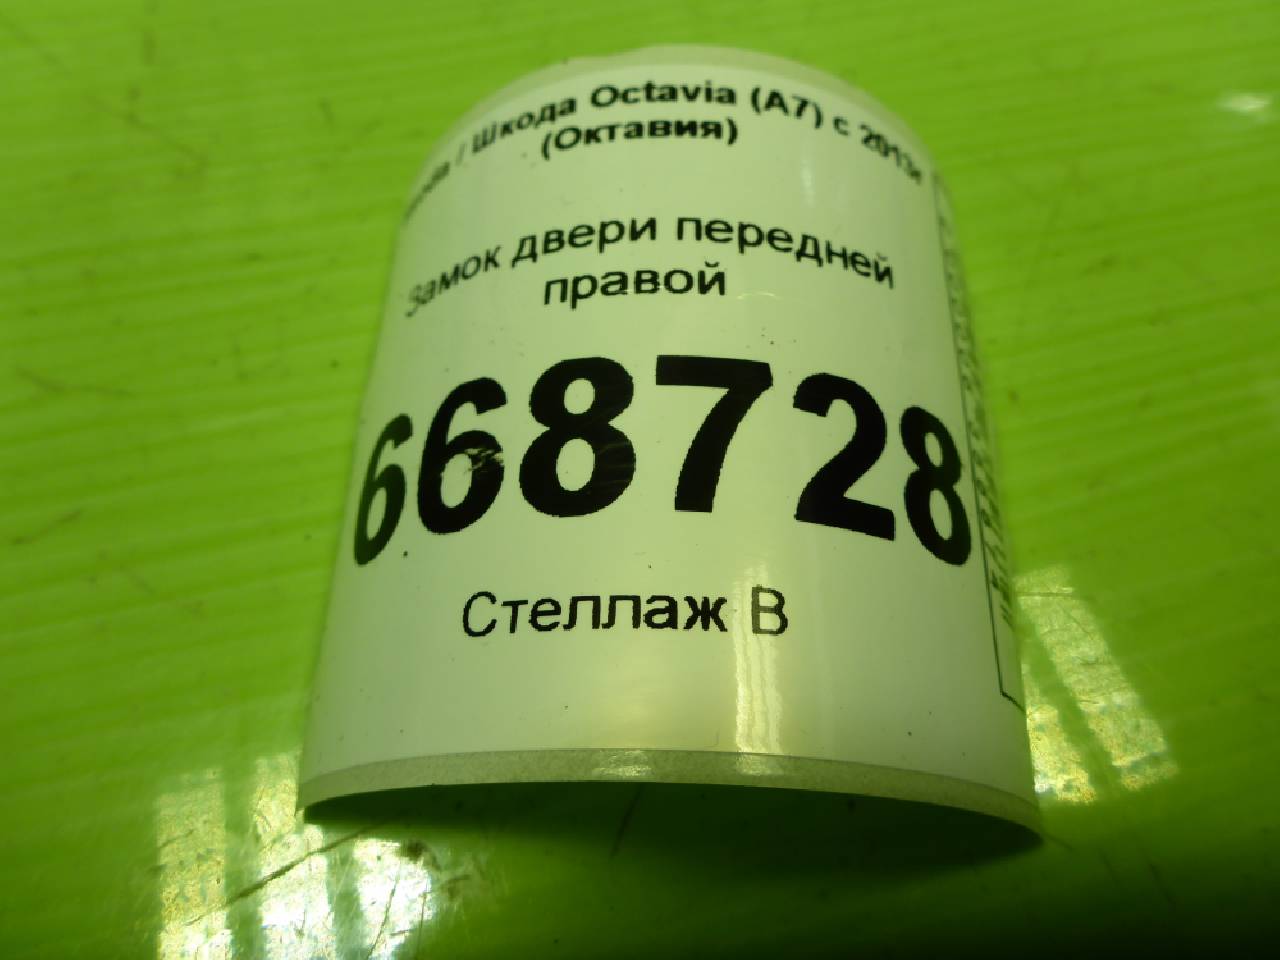 / Шкода Octavia (A7) с 2013г
(Октавия)
Замок двери передней
правой
668728
Стеллаж B